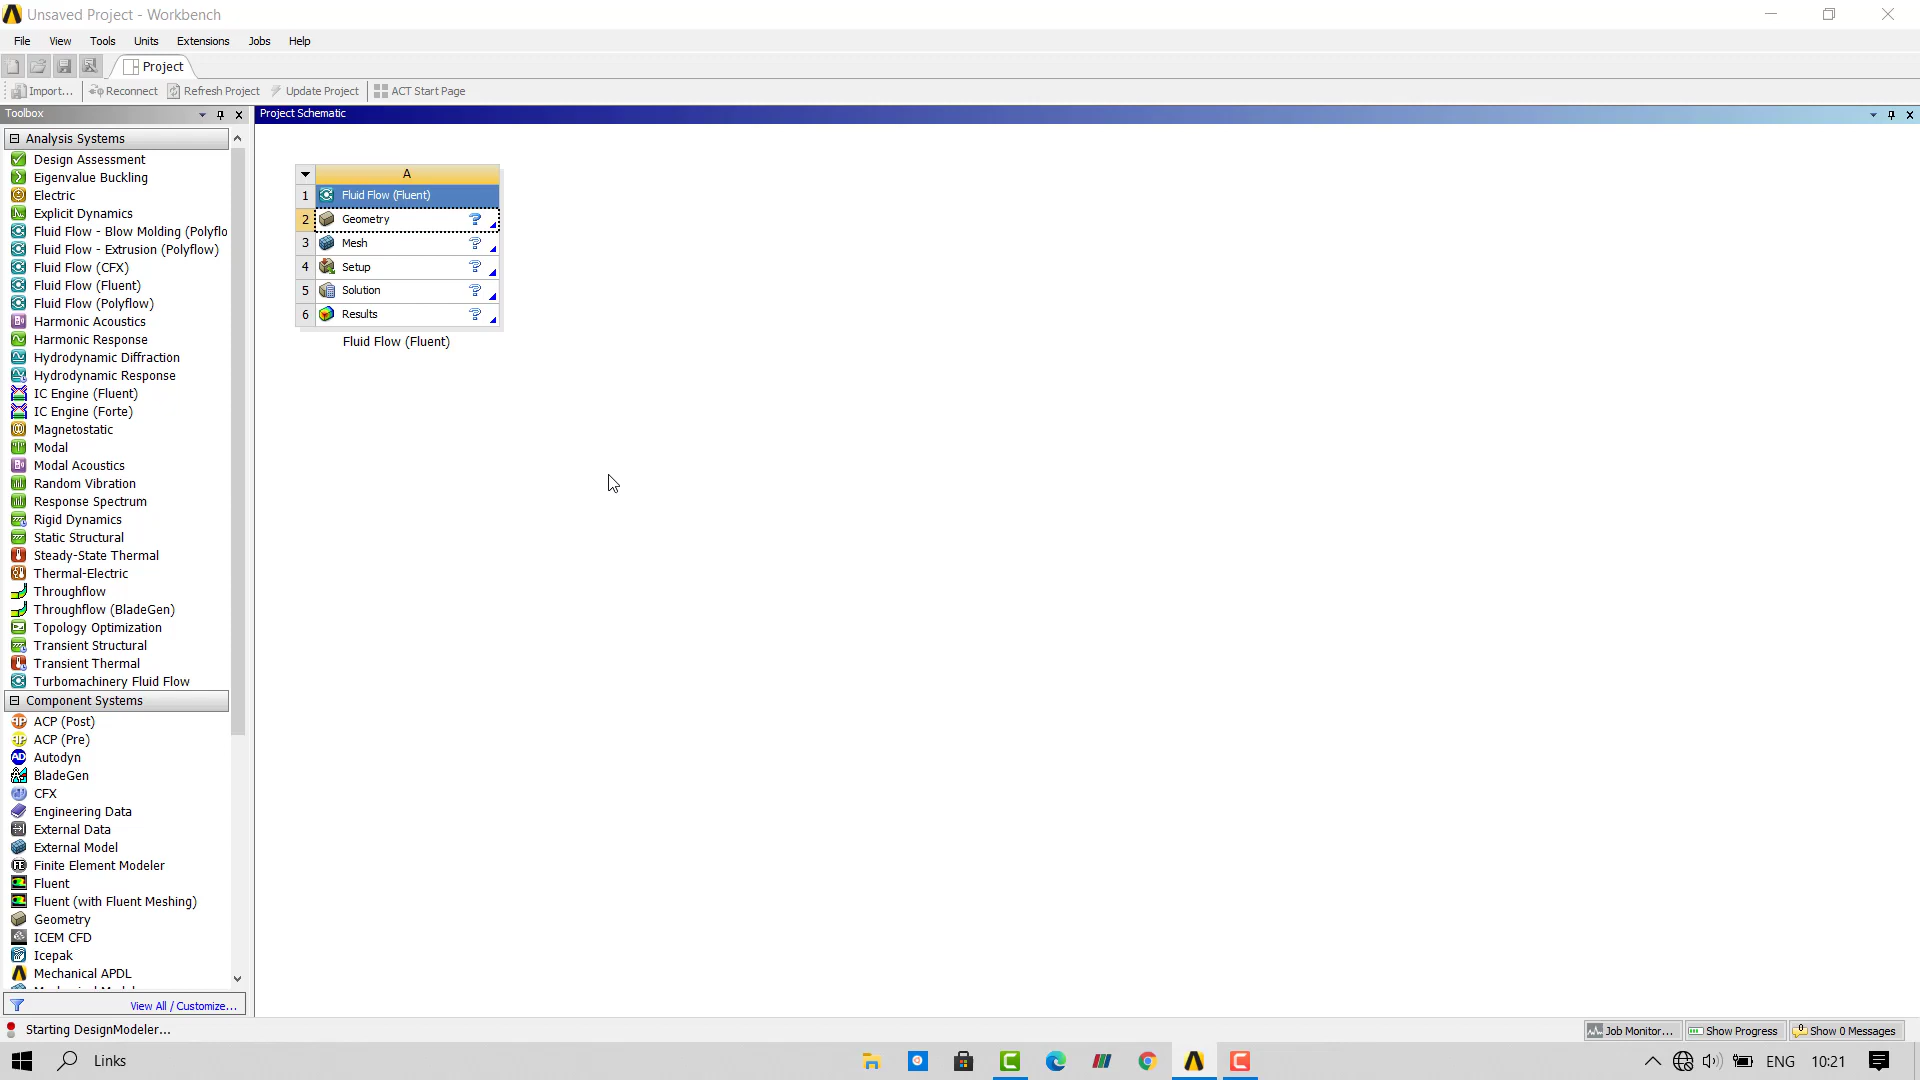 Unsaved Project - Workbench
File View Tools Units Extensions Jobs Help
Project
Import... Reconnect Refresh Project Update Project ACT Start Page
Toolbox
Analysis Systems
Design Assessment
Eigenvalue Buckling
Electric
Explicit Dynamics
Fluid Flow - Blow Molding (Polyflo
Fluid Flow - Extrusion (Polyflow)
Fluid Flow (CFX)
Fluid Flow (Fluent)
Fluid Flow (Polyflow)
Harmonic Acoustics
Harmonic Response
Hydrodynamic Diffraction
Hydrodynamic Response
IC Engine (Fluent)
IC Engine (Forte)
Magnetostatic
Modal
Modal Acoustics
Random Vibration
Response Spectrum
Rigid Dynamics
Static Structural
Steady-State Thermal
Thermal-Electric
Throughflow
Throughflow (BladeGen)
Topology Optimization
Transient Structural
Transient Thermal
Turbomachinery Fluid Flow
Component Systems
ACP (Post)
ACP (Pre)
Autodyn
BladeGen
CFX
Engineering Data
External Data
External Model
Finite Element Modeler
Fluent
Fluent (with Fluent Meshing)
Geometry
ICEM CFD
Icepak
Mechanical APDL
View All / Customize...
Project Schematic
A
1 Fluid Flow (Fluent)
2 Geometry ?
3 Mesh ?
4 Setup ?
5 Solution ?
6 Results ?
Fluid Flow (Fluent)
Starting DesignModeler...
Job Monitor... Show Progress Show 0 Messages
Links
ENG 10:21